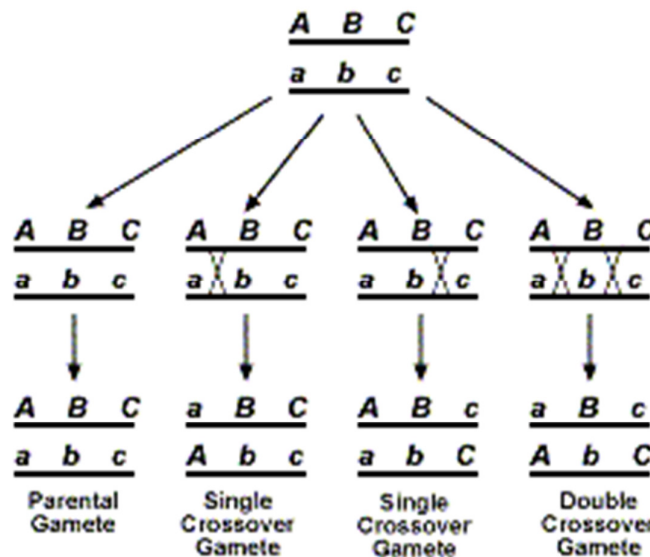 A B C
a b c
A B C A B C A B C A B C
a b c a b c a b c a b c
A B C a B C A B c a B c
a b c A b c a b C A b C
Parental Gamete
Single Crossover Gamete
Single Crossover Gamete
Double Crossover Gamete